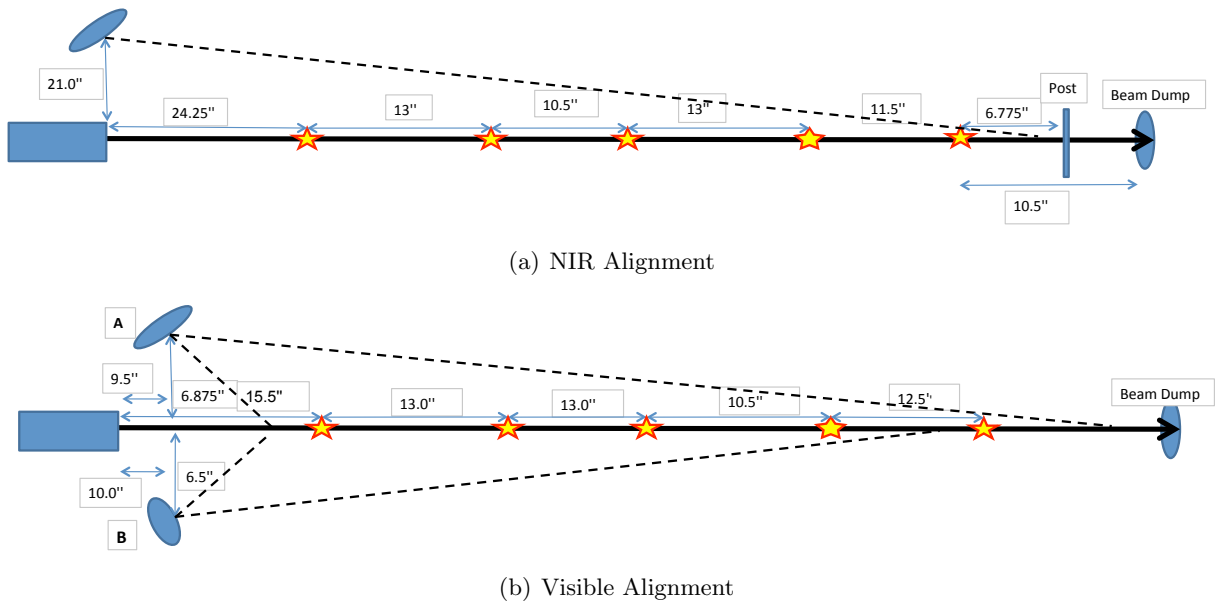 21.0''
24.25''
13''
10.5''
13''
11.5''
6.775''
Post
Beam Dump
10.5''
(a) NIR Alignment
A
9.5''
6.875''
15.5''
13.0''
13.0''
10.5''
12.5'
Beam Dump
10.0''
6.5''
B
(b) Visible Alignment